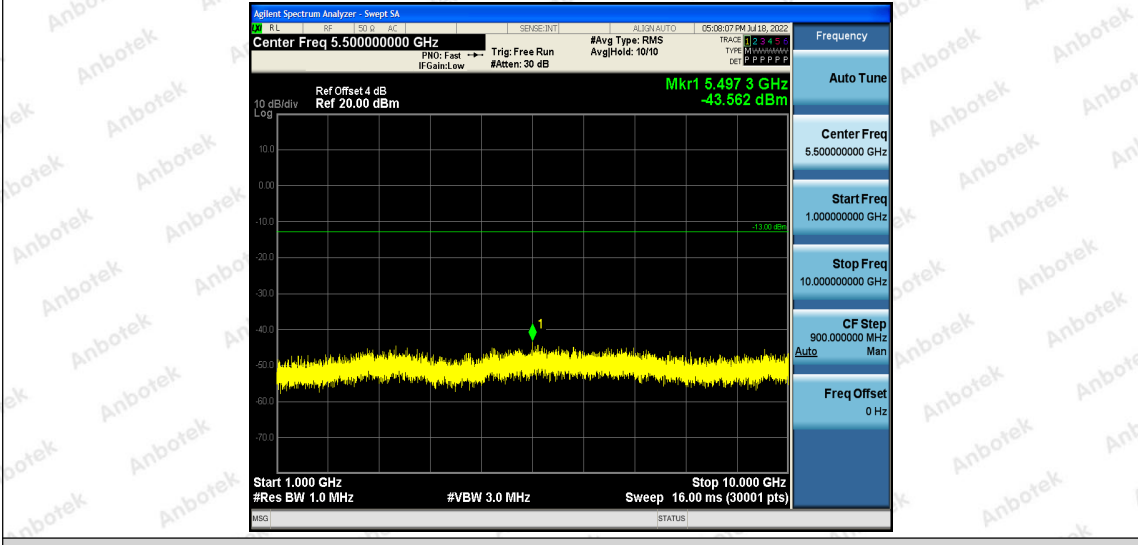 Agilent Spectrum Analyzer - Swept SA
RL RF 50 Ω AC SENSE:INT ALIGN AUTO 05:08:07 PM Jul 18, 2022
Center Freq 5.500000000 GHz
PNO: Fast
IFGain:Low
Trig: Free Run
#Atten: 30 dB
#Avg Type: RMS
Avg|Hold: 10/10
TRACE 1 2 3 4 5 6
TYPE M
DET P P P P P P
Frequency
Auto Tune
Center Freq
5.500000000 GHz
Start Freq
1.000000000 GHz
Stop Freq
10.000000000 GHz
CF Step
900.000000 MHz
Auto Man
Freq Offset
0 Hz
Mkr1 5.497 3 GHz
-43.562 dBm
Ref Offset 4 dB
10 dB/div Ref 20.00 dBm
Log
10.0
0.00
-10.0
-13.00 dBm
-20.0
-30.0
-40.0
1
-50.0
-60.0
-70.0
Start 1.000 GHz Stop 10.000 GHz
#Res BW 1.0 MHz #VBW 3.0 MHz Sweep 16.00 ms (30001 pts)
MSG STATUS
Anbotek